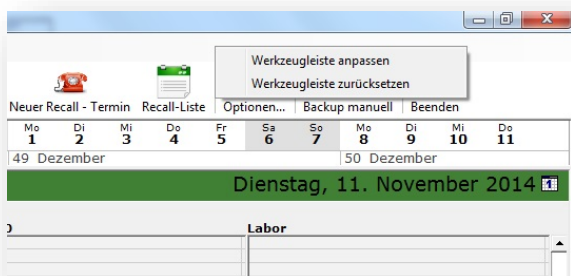 Werkzeugleiste anpassen
Werkzeugleiste zurücksetzen
Neuer Recall - Termin Recall-Liste Optionen... Backup manuell Beenden
Mo Di Mi Do Fr Sa So Mo Di Mi Do
1 2 3 4 5 6 7 8 9 10 11
49 Dezember 50 Dezember
Dienstag, 11. November 2014
Labor